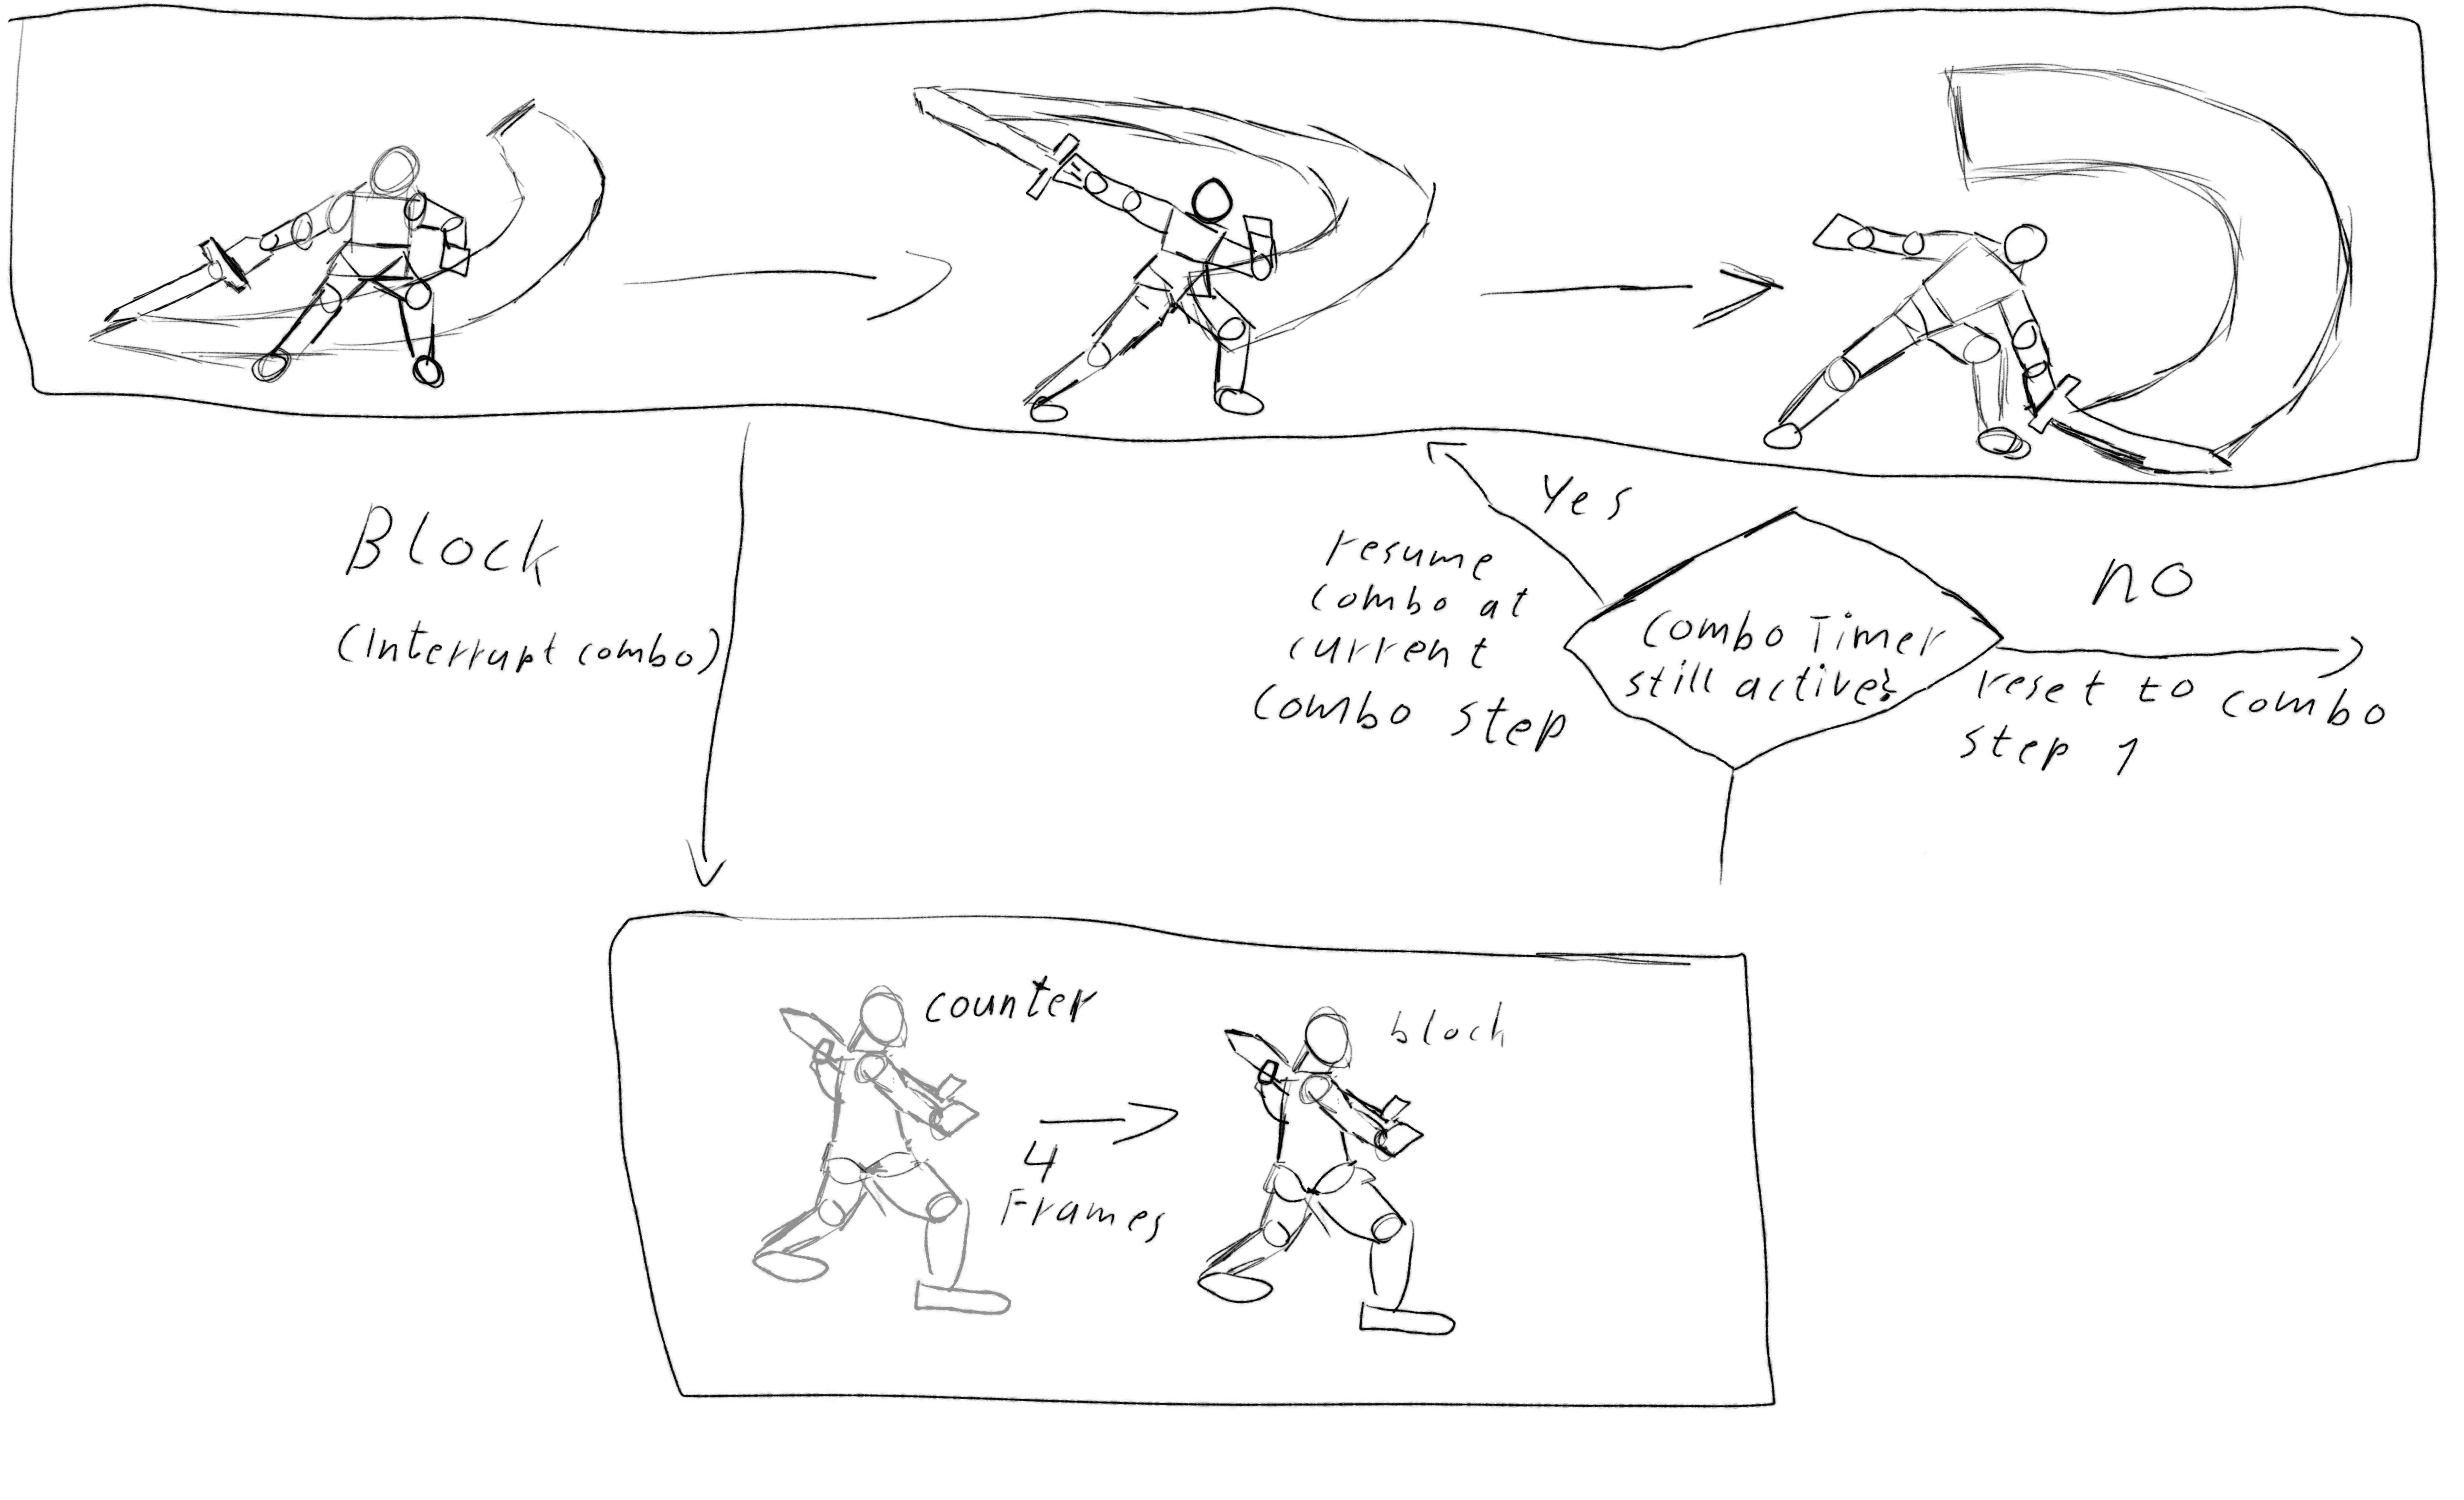 Block
(Interrupt combo)
Yes
resume
combo at
current
combo step
Combo Timer
still active?
no
reset to combo
step 1
counter
4
Frames
block